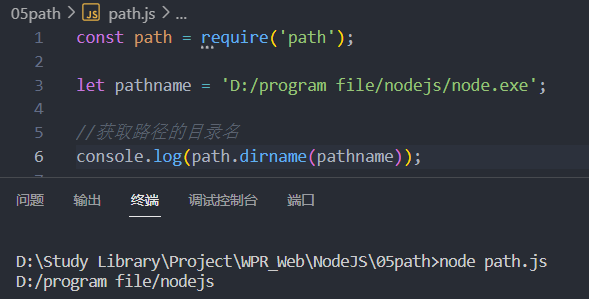 05path > JS path.js > ...
1 const path = require('path');
2
3 let pathname = 'D:/program file/nodejs/node.exe';
4
5 //获取路径的目录名
6 console.log(path.dirname(pathname));
问题 输出 终端 调试控制台 端口
D:\Study Library\Project\WPR_Web\NodeJS\05path>node path.js
D:/program file/nodejs